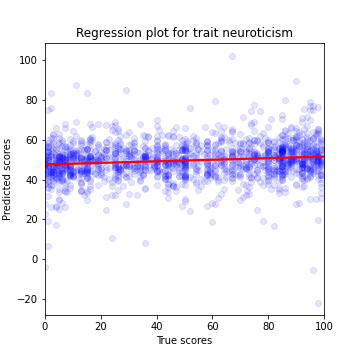 Regression plot for trait neuroticism
100
80
60
40
20
0
−20
Predicted scores
0 20 40 60 80 100
True scores